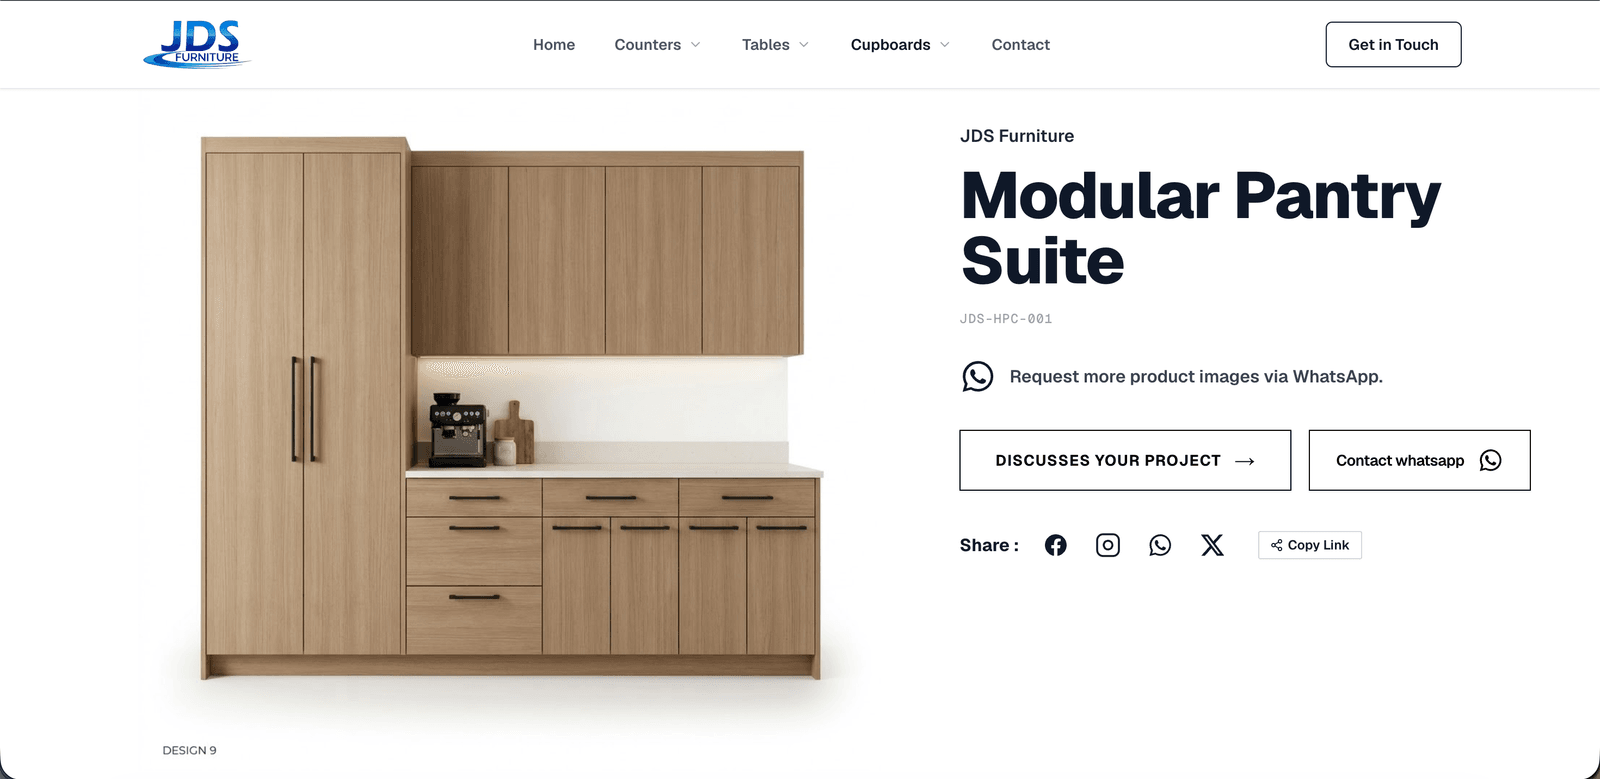 JDS
FURNITURE
Home
Counters
Tables
Cupboards
Contact
Get in Touch
JDS Furniture
Modular Pantry
Suite
JDS-HPC-001
Request more product images via WhatsApp.
DISCUSSES YOUR PROJECT →
Contact whatsapp
Share :
Copy Link
DESIGN 9